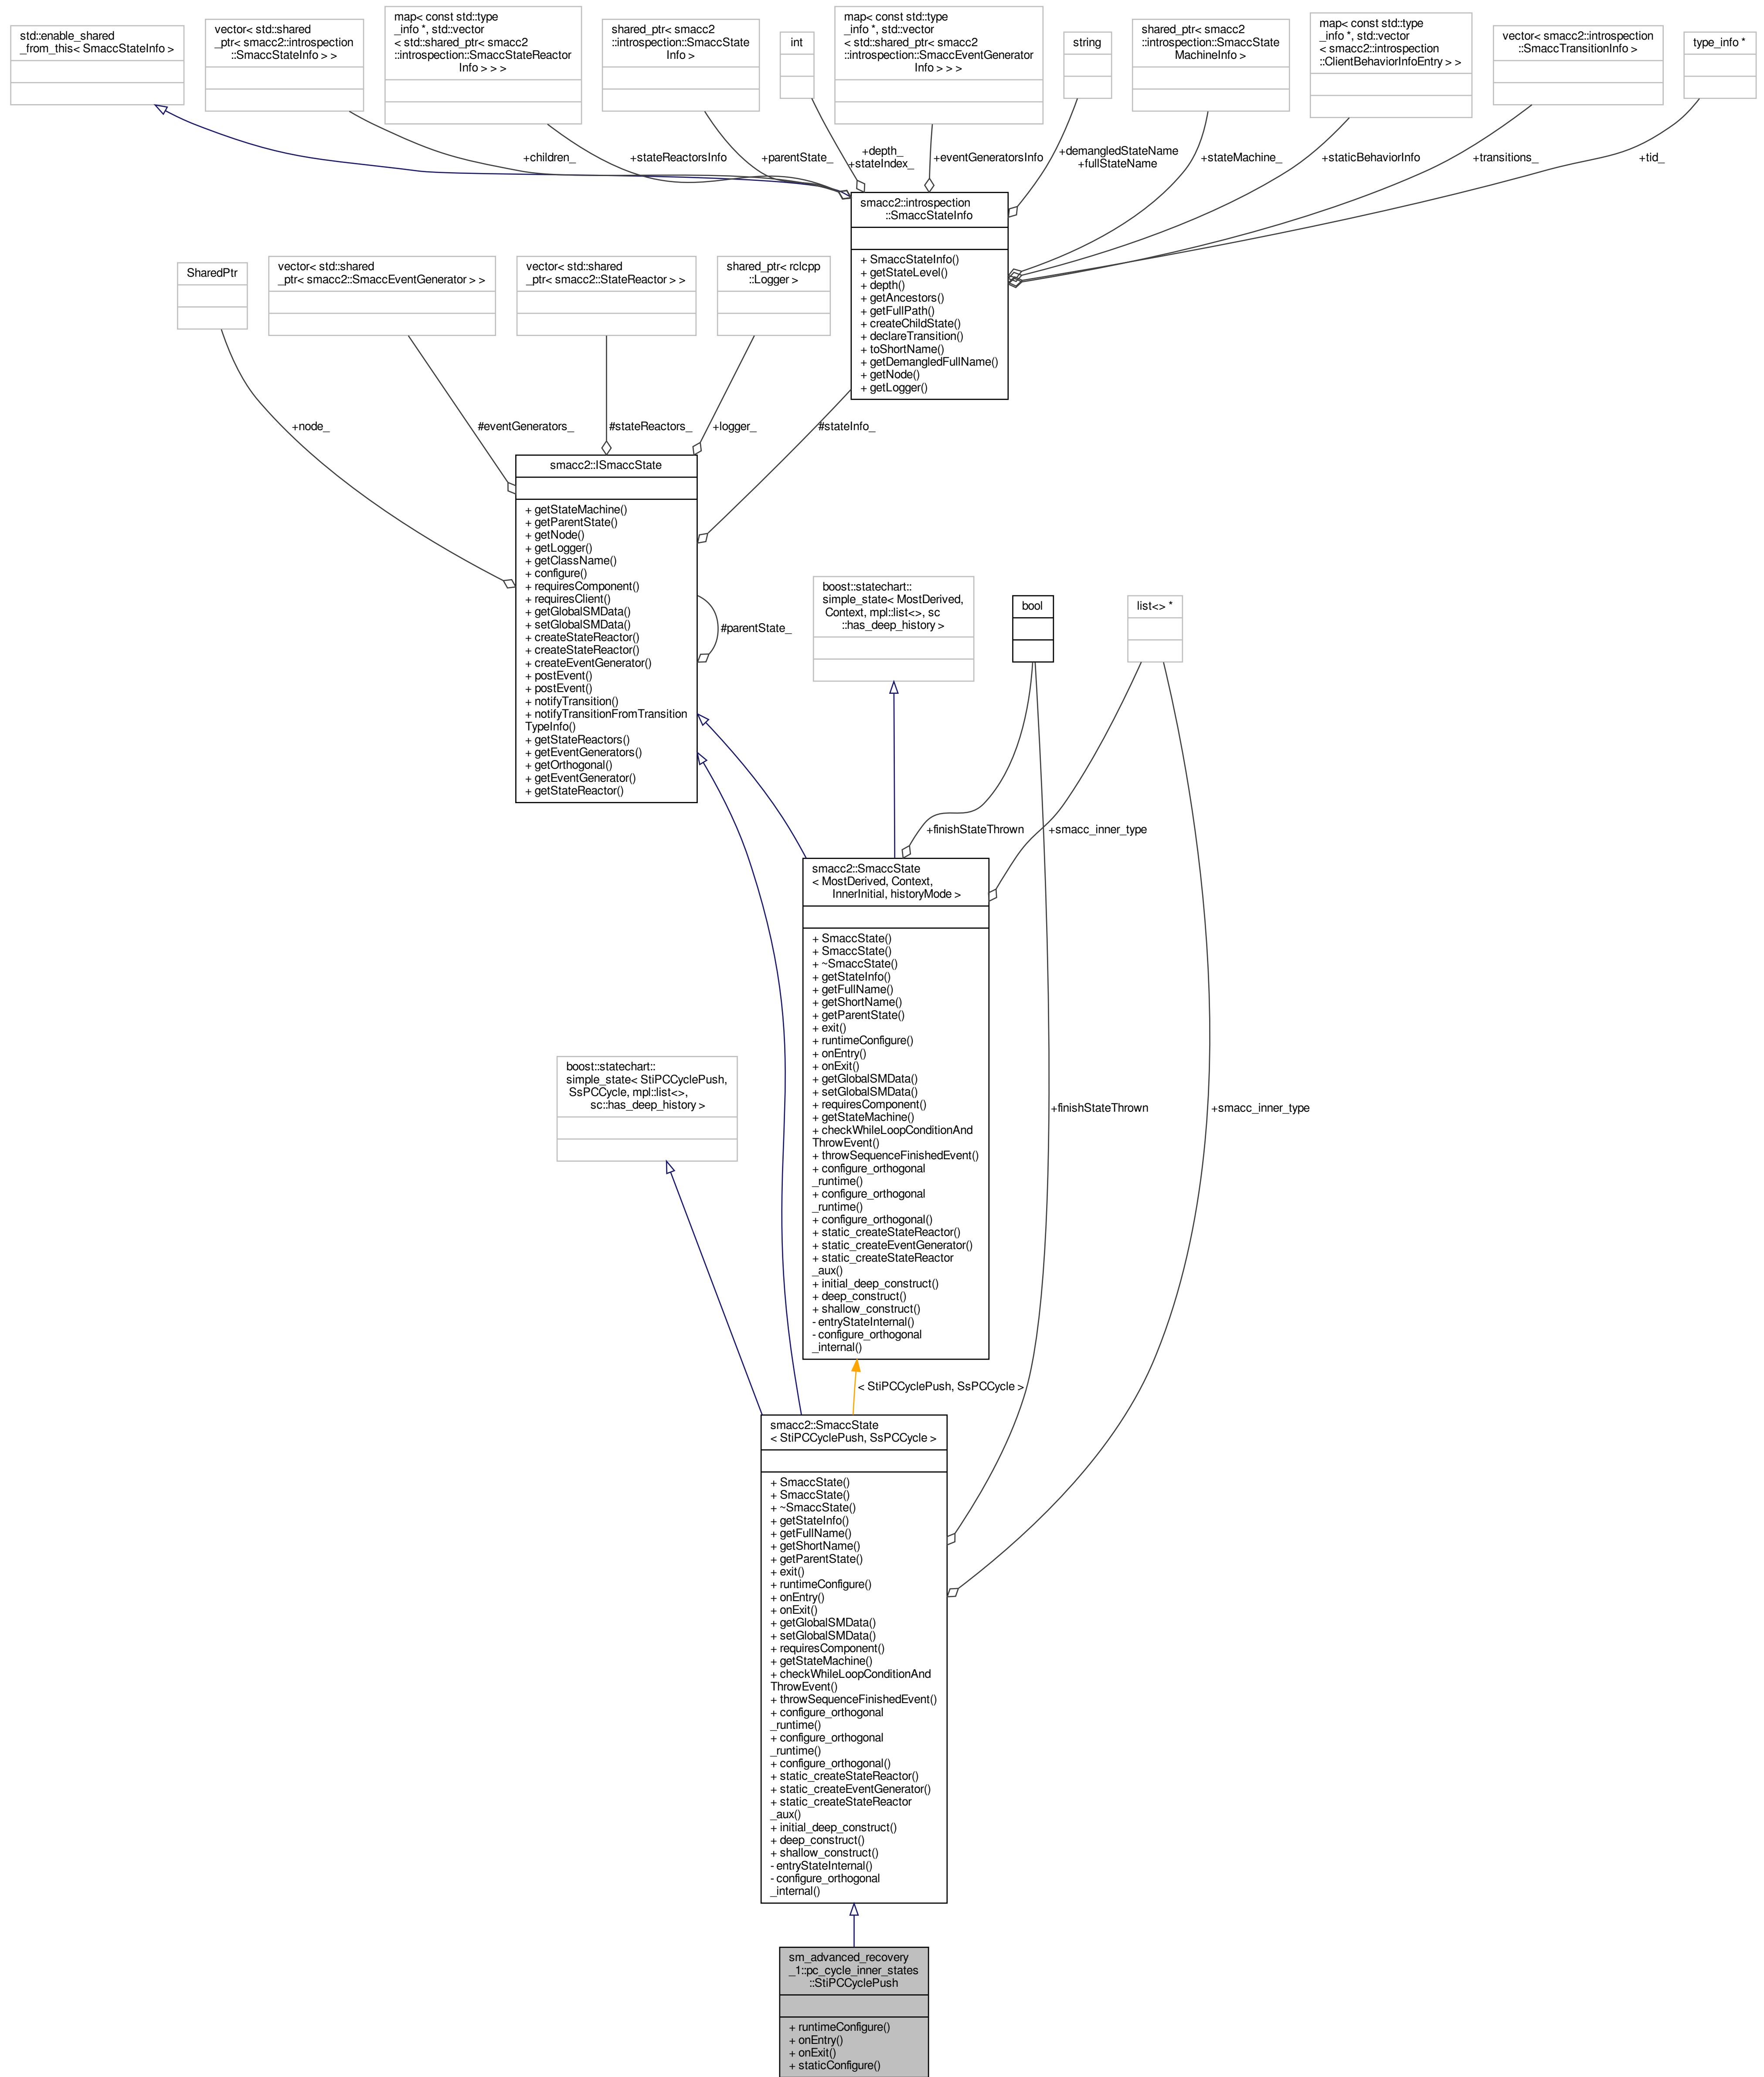 std::enable_shared
_from_this< SmaccStateInfo >
vector< std::shared
_ptr< smacc2::introspection
::SmaccStateInfo > >
map< const std::type
_info *, std::vector
< std::shared_ptr< smacc2
::introspection::SmaccStateReactor
Info > > >
shared_ptr< smacc2
::introspection::SmaccState
Info >
int
map< const std::type
_info *, std::vector
< std::shared_ptr< smacc2
::introspection::SmaccEventGenerator
Info > > >
string
shared_ptr< smacc2
::introspection::SmaccState
MachineInfo >
map< const std::type
_info *, std::vector
< smacc2::introspection
::ClientBehaviorInfoEntry > >
vector< smacc2::introspection
::SmaccTransitionInfo >
type_info *
+children_
+stateReactorsInfo
+parentState_
+depth_
+stateIndex_
+eventGeneratorsInfo
+demangledStateName
+fullStateName
+stateMachine_
+staticBehaviorInfo
+transitions_
+tid_
smacc2::introspection
::SmaccStateInfo
+ SmaccStateInfo()
+ getStateLevel()
+ depth()
+ getAncestors()
+ getFullPath()
+ createChildState()
+ declareTransition()
+ toShortName()
+ getDemangledFullName()
+ getNode()
+ getLogger()
SharedPtr
vector< std::shared
_ptr< smacc2::SmaccEventGenerator > >
vector< std::shared
_ptr< smacc2::StateReactor > >
shared_ptr< rclcpp
::Logger >
+node_
#eventGenerators_
#stateReactors_
+logger_
#stateInfo_
smacc2::ISmaccState
+ getStateMachine()
+ getParentState()
+ getNode()
+ getLogger()
+ getClassName()
+ configure()
+ requiresComponent()
+ requiresClient()
+ getGlobalSMData()
+ setGlobalSMData()
+ createStateReactor()
+ createStateReactor()
+ createEventGenerator()
+ postEvent()
+ postEvent()
+ notifyTransition()
+ notifyTransitionFromTransition
TypeInfo()
+ getStateReactors()
+ getEventGenerators()
+ getOrthogonal()
+ getEventGenerator()
+ getStateReactor()
#parentState_
boost::statechart::
simple_state< MostDerived,
Context, mpl::list<>, sc
::has_deep_history >
bool
list<> *
+finishStateThrown
+smacc_inner_type
smacc2::SmaccState
< MostDerived, Context,
InnerInitial, historyMode >
+ SmaccState()
+ SmaccState()
+ ~SmaccState()
+ getStateInfo()
+ getFullName()
+ getShortName()
+ getParentState()
+ exit()
+ runtimeConfigure()
+ onEntry()
+ onExit()
+ getGlobalSMData()
+ setGlobalSMData()
+ requiresComponent()
+ getStateMachine()
+ checkWhileLoopConditionAnd
ThrowEvent()
+ throwSequenceFinishedEvent()
+ configure_orthogonal
_runtime()
+ configure_orthogonal
_runtime()
+ configure_orthogonal()
+ static_createStateReactor()
+ static_createEventGenerator()
+ static_createStateReactor
_aux()
+ initial_deep_construct()
+ deep_construct()
+ shallow_construct()
- entryStateInternal()
- configure_orthogonal
_internal()
boost::statechart::
simple_state< StiPCCyclePush,
SsPCCycle, mpl::list<>,
sc::has_deep_history >
+finishStateThrown
+smacc_inner_type
< StiPCCyclePush, SsPCCycle >
smacc2::SmaccState
< StiPCCyclePush, SsPCCycle >
+ SmaccState()
+ SmaccState()
+ ~SmaccState()
+ getStateInfo()
+ getFullName()
+ getShortName()
+ getParentState()
+ exit()
+ runtimeConfigure()
+ onEntry()
+ onExit()
+ getGlobalSMData()
+ setGlobalSMData()
+ requiresComponent()
+ getStateMachine()
+ checkWhileLoopConditionAnd
ThrowEvent()
+ throwSequenceFinishedEvent()
+ configure_orthogonal
_runtime()
+ configure_orthogonal
_runtime()
+ configure_orthogonal()
+ static_createStateReactor()
+ static_createEventGenerator()
+ static_createStateReactor
_aux()
+ initial_deep_construct()
+ deep_construct()
+ shallow_construct()
- entryStateInternal()
- configure_orthogonal
_internal()
sm_advanced_recovery
_1::pc_cycle_inner_states
::StiPCCyclePush
+ runtimeConfigure()
+ onEntry()
+ onExit()
+ staticConfigure()